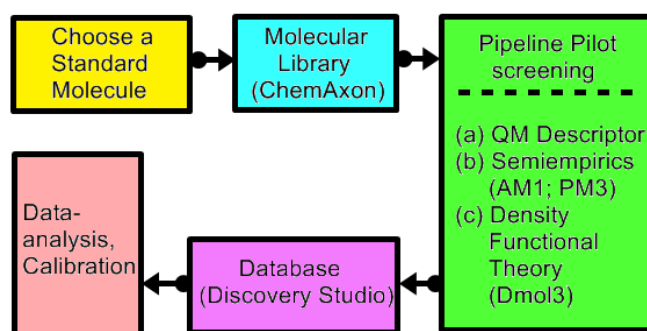 Choose a
Standard
Molecule
Molecular
Library
(ChemAxon)
Pipeline Pilot
screening
(a) QM Descriptor
(b) Semiempirics
(AM1; PM3)
(c) Density
Functional
Theory
(Dmol3)
Database
(Discovery Studio)
Data-
analysis,
Calibration